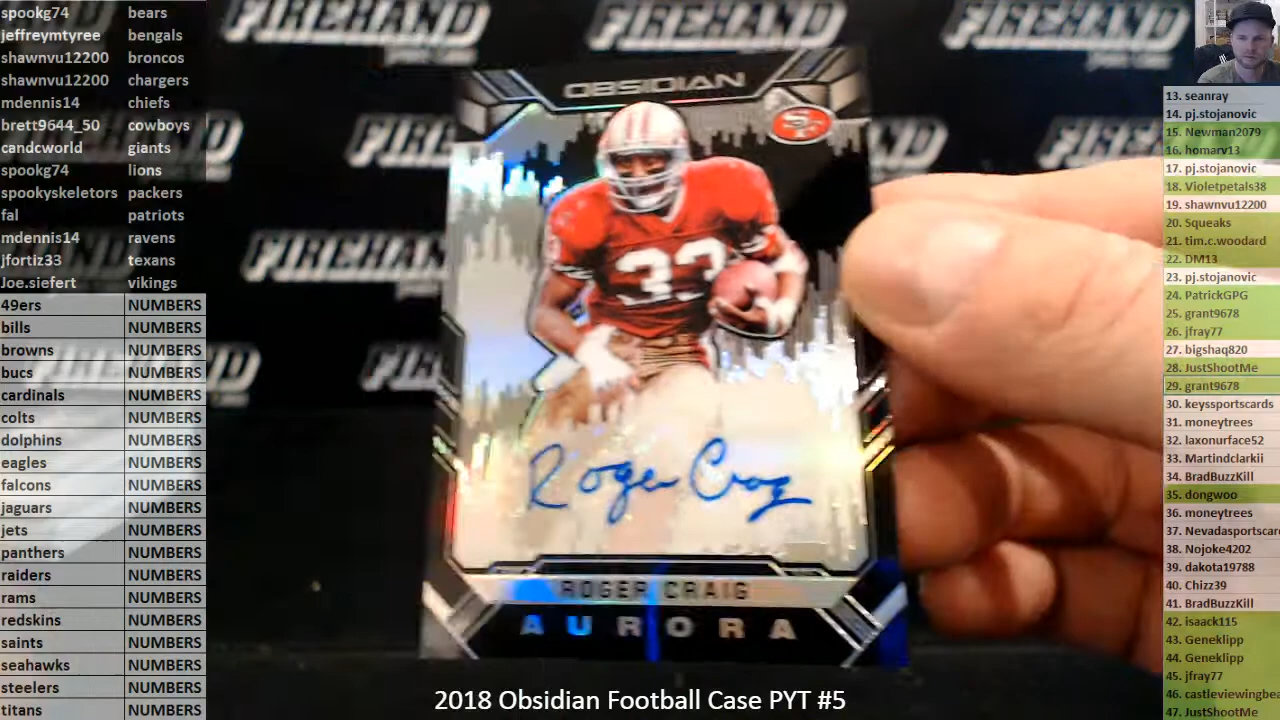 spookg74 bears
jeffreymtyree bengals
shawnvu12200 broncos
shawnvu12200 chargers
mdennis14 chiefs
brett9644_50 cowboys
candcworld giants
spookg74 lions
spookyskeletors packers
fal patriots
mdennis14 ravens
jfortiz33 texans
Joe.siefert vikings
49ers NUMBERS
bills NUMBERS
browns NUMBERS
bucs NUMBERS
cardinals NUMBERS
colts NUMBERS
dolphins NUMBERS
eagles NUMBERS
falcons NUMBERS
jaguars NUMBERS
jets NUMBERS
panthers NUMBERS
raiders NUMBERS
rams NUMBERS
redskins NUMBERS
saints NUMBERS
seahawks NUMBERS
steelers NUMBERS
titans NUMBERS
FIREHAND
FIREHAND
FIREHAND
FIREHAND
OBSIDIAN
SF
33
Roger Craig
ROGER CRAIG
AURORA
2018 Obsidian Football Case PYT #5
13. seanray
14. pj.stojanovic
15. Newman2079
16. homarv13
17. pj.stojanovic
18. Violetpetals38
19. shawnvu12200
20. Squeaks
21. tim.c.woodard
22. DM13
23. pj.stojanovic
24. PatrickGPG
25. grant9678
26. jfray77
27. bigshaq820
28. JustShootMe
29. grant9678
30. keyssportscards
31. moneytrees
32. laxonurface52
33. Martindclarkii
34. BradBuzzKill
35. dongwoo
36. moneytrees
37. Nevadasportscar
38. Nojoke4202
39. dakota19788
40. Chizz39
41. BradBuzzKill
42. isaack115
43. Geneklipp
44. Geneklipp
45. jfray77
46. castleviewingbea
47. JustShootMe